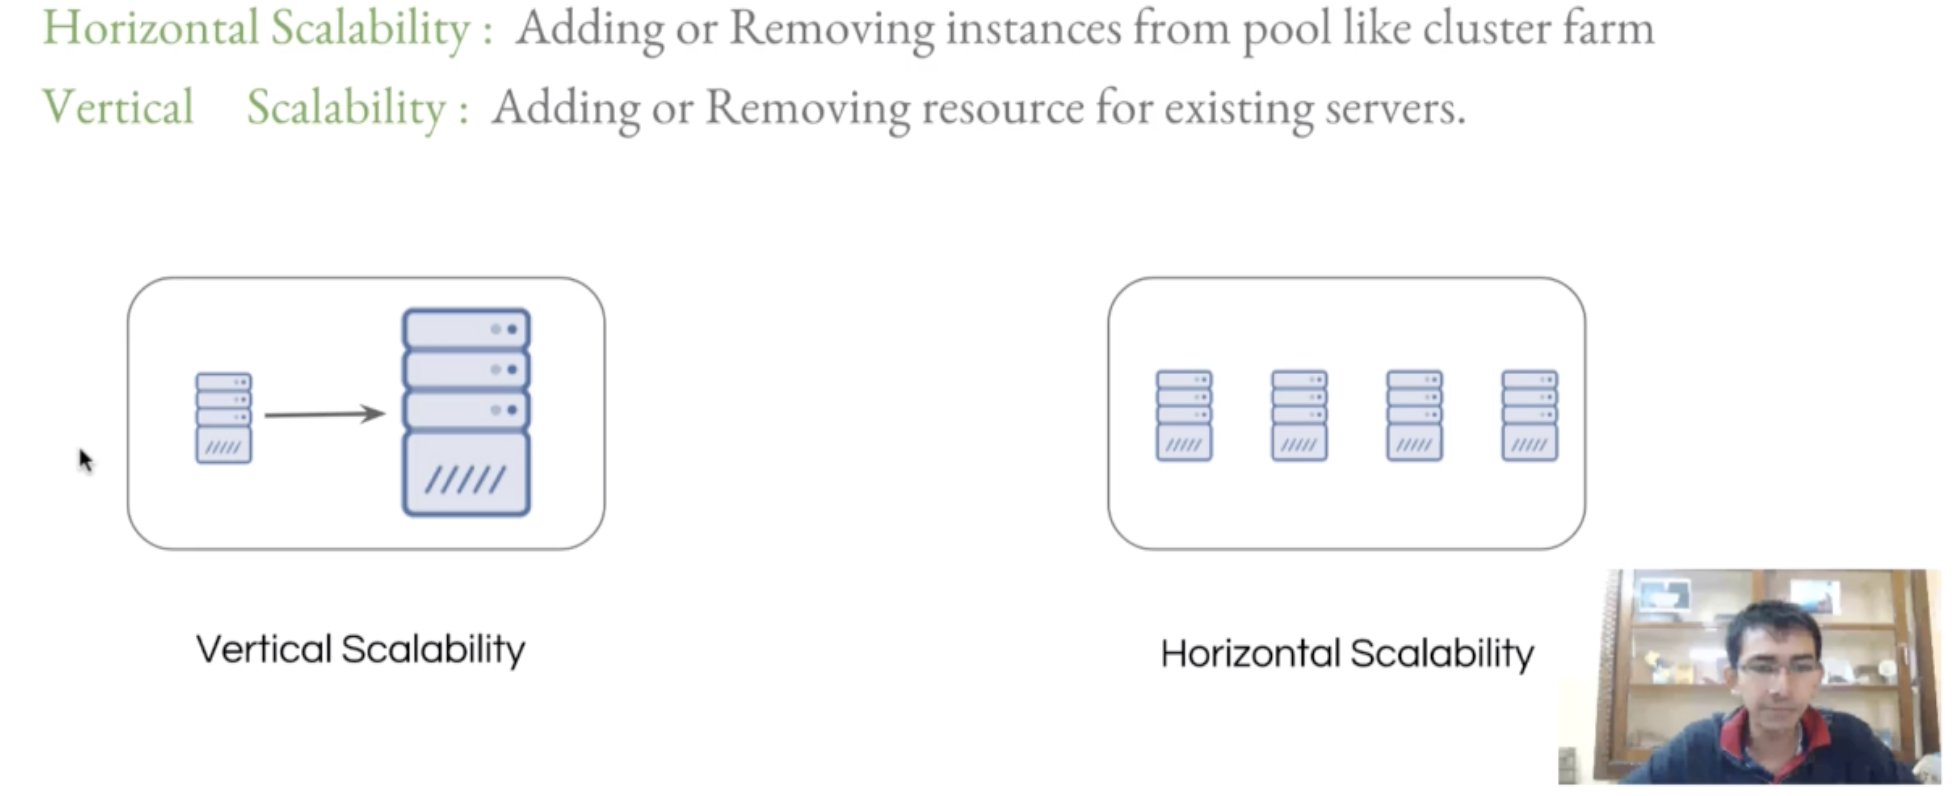 Horizontal Scalability : Adding or Removing instances from pool like cluster farm
Vertical Scalability : Adding or Removing resource for existing servers.
Vertical Scalability
Horizontal Scalability